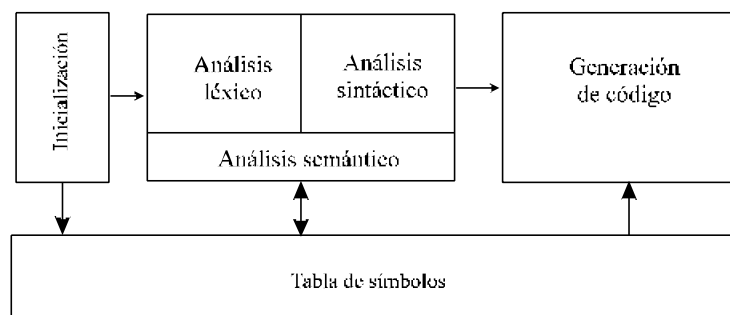 Inicialización
Análisis
léxico
Análisis
sintáctico
Análisis semántico
Generación
de código
Tabla de símbolos